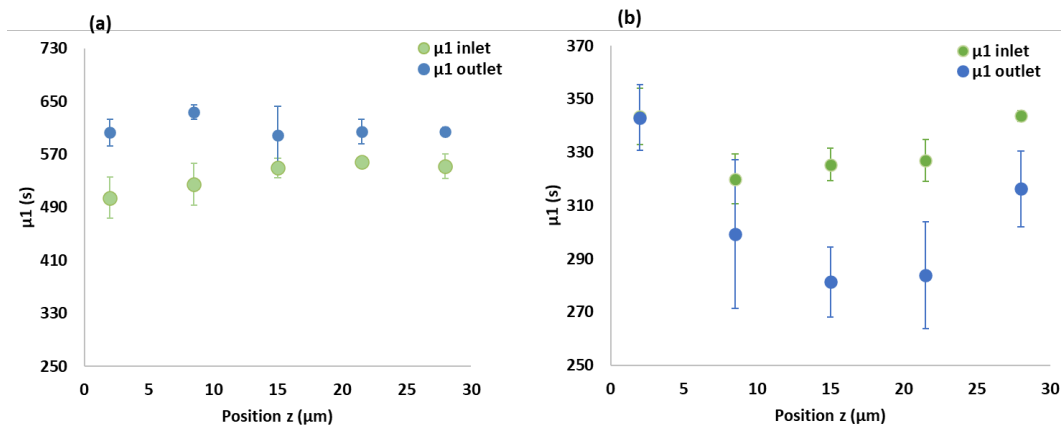 (a)
μ1 inlet
μ1 outlet
730
650
570
490
410
330
250
μ1 (s)
0 5 10 15 20 25 30
Position z (μm)
(b)
μ1 inlet
μ1 outlet
370
350
330
310
290
270
250
μ1 (s)
0 5 10 15 20 25 30
Position z (μm)